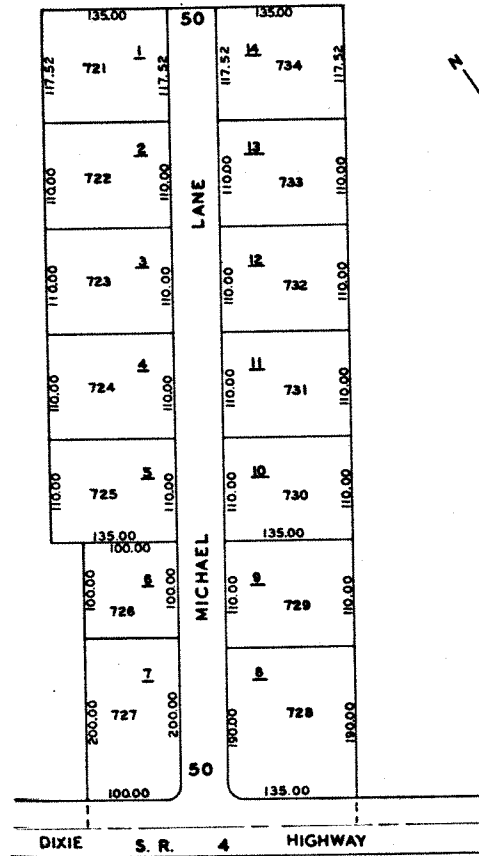 135.00 50
117.52 721 1 117.52 117.52 14 734 117.52
N
110.00 722 2 110.00 110.00 13 733 110.00
LANE
110.00 723 3 110.00 110.00 12 732 110.00
110.00 724 4 110.00 110.00 11 731 110.00
110.00 725 5 110.00 110.00 10 730 110.00
135.00 135.00
100.00
MICHAEL
100.00 726 6 100.00 110.00 9 729 110.00
200.00 727 7 200.00 190.00 8 728 190.00
50
100.00 135.00
DIXIE S. R. 4 HIGHWAY